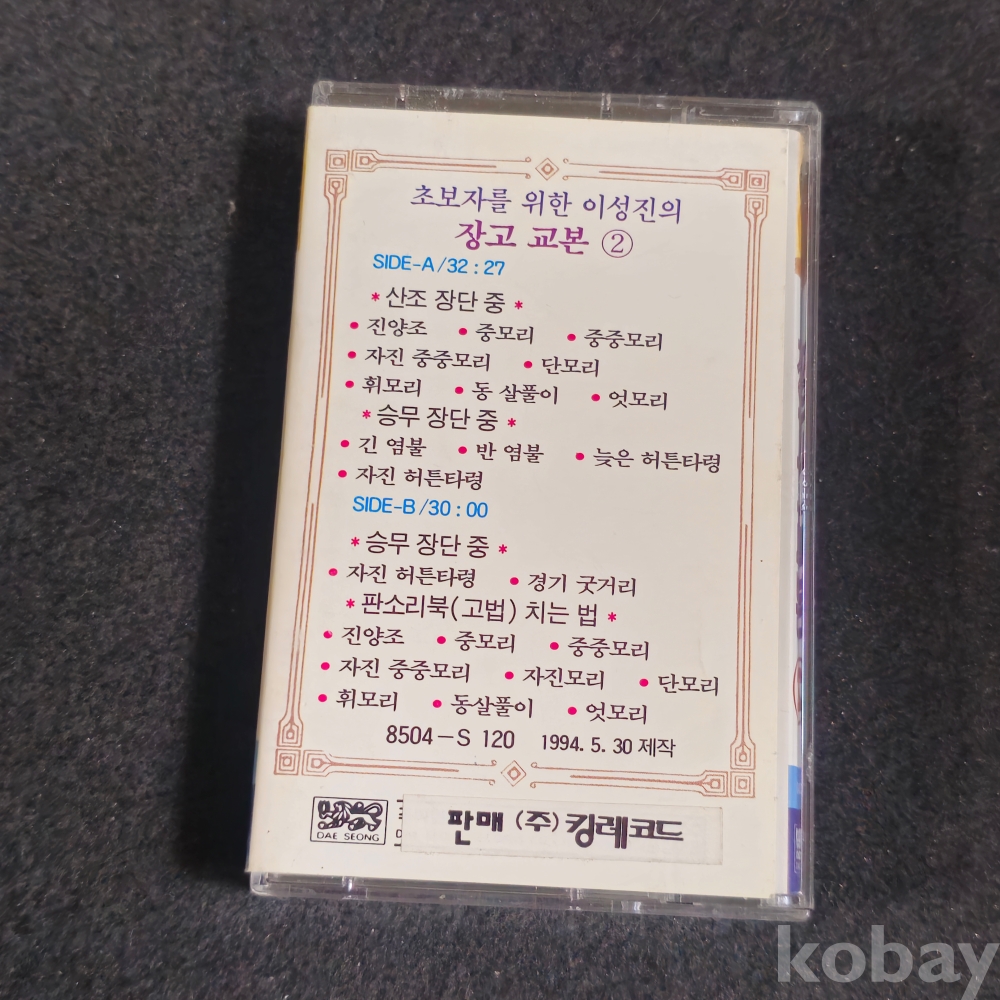 초보자를 위한 이성진의
장고 교본 ②
SIDE-A/32:27
* 산조 장단 중 *
• 진양조 • 중모리 • 중중모리
• 자진 중중모리 • 단모리
• 휘모리 • 동 살풀이 • 엇모리
* 승무 장단 중 *
• 긴 염불 • 반 염불 • 늦은 허튼타령
• 자진 허튼타령
SIDE-B/30:00
* 승무 장단 중 *
• 자진 허튼타령 • 경기 굿거리
* 판소리북(고법) 치는 법 *
• 진양조 • 중모리 • 중중모리
• 자진 중중모리 • 자진모리 • 단모리
• 휘모리 • 동살풀이 • 엇모리
8504-S 120 1994. 5. 30 제작
DAE SEONG
판매 (주) 킹레코드
kobay